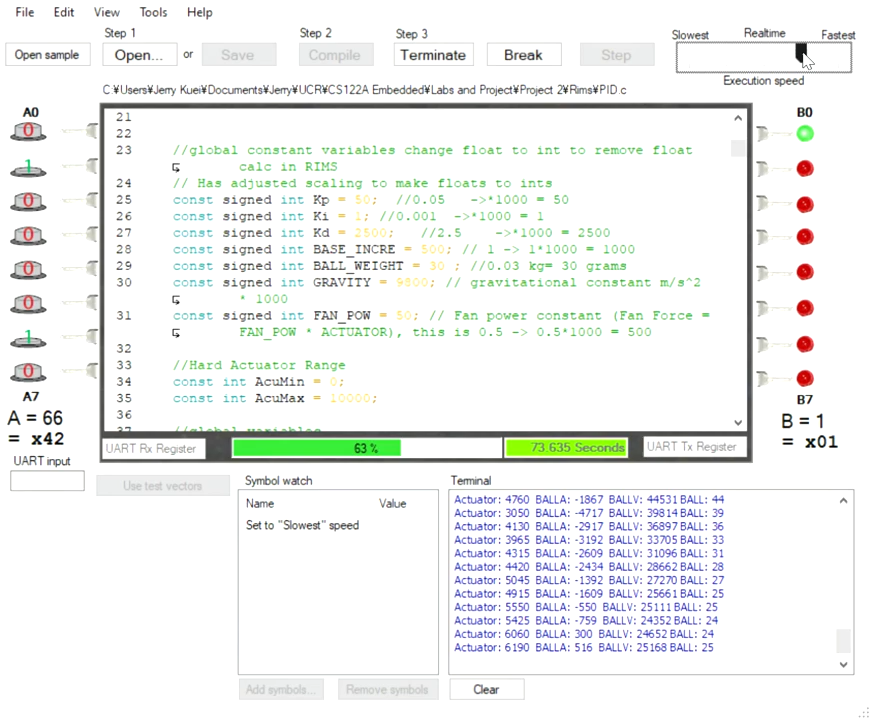 File Edit View Tools Help
Step 1 Step 2 Step 3
Slowest Realtime Fastest
Open sample Open... or Save Compile Terminate Break Step
Execution speed
C:¥Users¥Jerry Kuei¥Documents¥Jerry¥UCR¥CS122A Embedded¥Labs and Project¥Project 2¥Rims¥PID.c
A0
0
1
0
0
0
0
1
0
A7
A = 66
= x42
UART input
21
22
23 //global constant variables change float to int to remove float
calc in RIMS
24 // Has adjusted scaling to make floats to ints
25 const signed int Kp = 50; //0.05 ->*1000 = 50
26 const signed int Ki = 1; //0.001 ->*1000 = 1
27 const signed int Kd = 2500; //2.5 ->*1000 = 2500
28 const signed int BASE_INCRE = 500; // 1 -> 1*1000 = 1000
29 const signed int BALL_WEIGHT = 30 ; //0.03 kg= 30 grams
30 const signed int GRAVITY = 9800; // gravitational constant m/s^2
* 1000
31 const signed int FAN_POW = 50; // Fan power constant (Fan Force =
FAN_POW * ACTUATOR), this is 0.5 -> 0.5*1000 = 500
32
33 //Hard Actuator Range
34 const int AcuMin = 0;
35 const int AcuMax = 10000;
36
37 //global variables
UART Rx Register 63 % 73.635 Seconds UART Tx Register
B0
B7
B = 1
= x01
Use test vectors
Symbol watch
Name Value
Set to "Slowest" speed
Add symbols... Remove symbols
Terminal
Actuator: 4760 BALLA: -1867 BALLV: 44531 BALL: 44
Actuator: 3050 BALLA: -4717 BALLV: 39814 BALL: 39
Actuator: 4130 BALLA: -2917 BALLV: 36897 BALL: 36
Actuator: 3965 BALLA: -3192 BALLV: 33705 BALL: 33
Actuator: 4315 BALLA: -2609 BALLV: 31096 BALL: 31
Actuator: 4420 BALLA: -2434 BALLV: 28662 BALL: 28
Actuator: 5045 BALLA: -1392 BALLV: 27270 BALL: 27
Actuator: 4915 BALLA: -1609 BALLV: 25661 BALL: 25
Actuator: 5550 BALLA: -550 BALLV: 25111 BALL: 25
Actuator: 5425 BALLA: -759 BALLV: 24352 BALL: 24
Actuator: 6060 BALLA: 300 BALLV: 24652 BALL: 24
Actuator: 6190 BALLA: 516 BALLV: 25168 BALL: 25
Clear